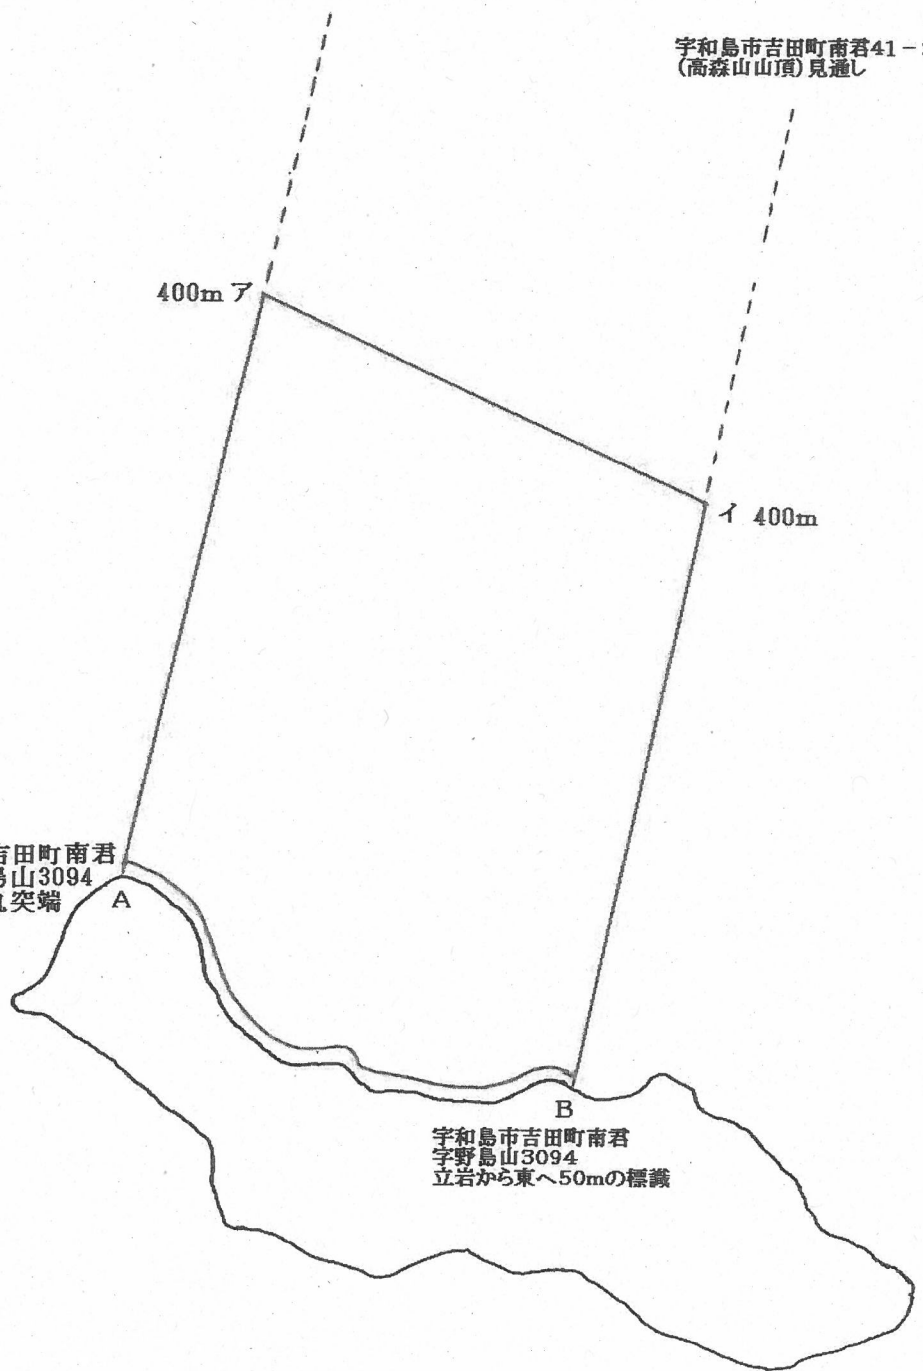 宇和島市吉田町南君41-
(高森山山頂)見通し
400m ア
イ 400m
吉田町南君
島山3094
突端
A
B
宇和島市吉田町南君
字野島山3094
立岩から東へ50mの標識